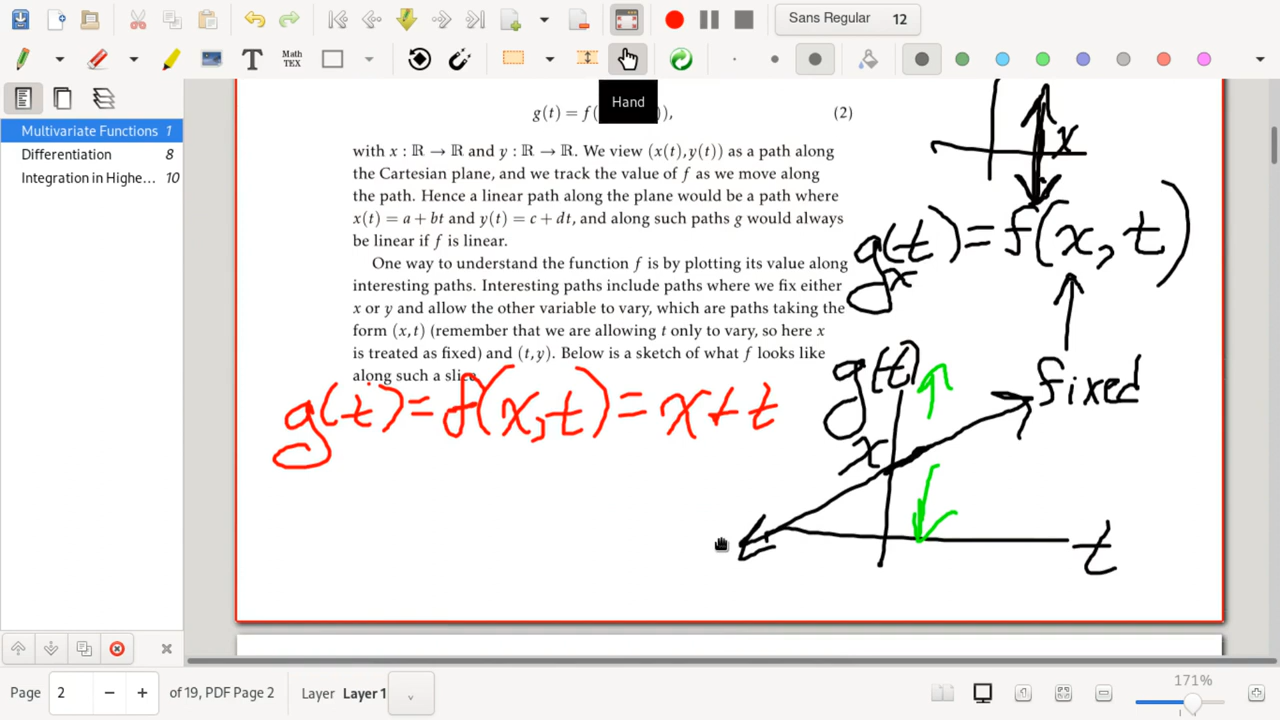 Sans Regular 12
T Math TEX
Hand
Multivariate Functions 1
Differentiation 8
Integration in Highe... 10
g(t) = f( )), (2)
with x : ℝ → ℝ and y : ℝ → ℝ. We view (x(t),y(t)) as a path along
the Cartesian plane, and we track the value of f as we move along
the path. Hence a linear path along the plane would be a path where
x(t) = a + bt and y(t) = c + dt, and along such paths g would always
be linear if f is linear.
One way to understand the function f is by plotting its value along
interesting paths. Interesting paths include paths where we fix either
x or y and allow the other variable to vary, which are paths taking the
form (x,t) (remember that we are allowing t only to vary, so here x
is treated as fixed) and (t,y). Below is a sketch of what f looks like
along such a slice.
g(t) = f(x,t) = x + t
x
g_x(t) = f(x, t)
fixed
g(t)
x
t
Page 2 of 19, PDF Page 2 Layer Layer 1
171%